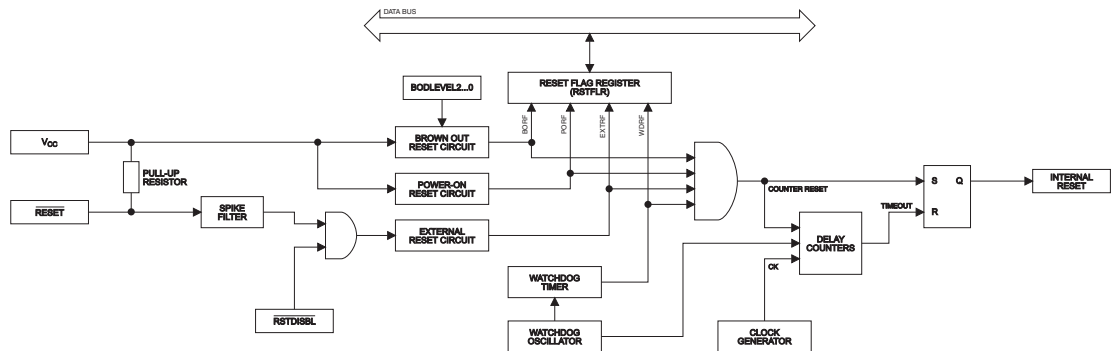 DATA BUS
RESET FLAG REGISTER
(RSTFLR)
BODLEVEL2...0
BORF
PORF
EXTRF
WDRF
VCC
BROWN OUT
RESET CIRCUIT
PULL-UP
RESISTOR
POWER-ON
RESET CIRCUIT
S
Q
INTERNAL
RESET
COUNTER RESET
RESET
SPIKE
FILTER
TIMEOUT
R
EXTERNAL
RESET CIRCUIT
DELAY
COUNTERS
CK
WATCHDOG
TIMER
RSTDISBL
WATCHDOG
OSCILLATOR
CLOCK
GENERATOR